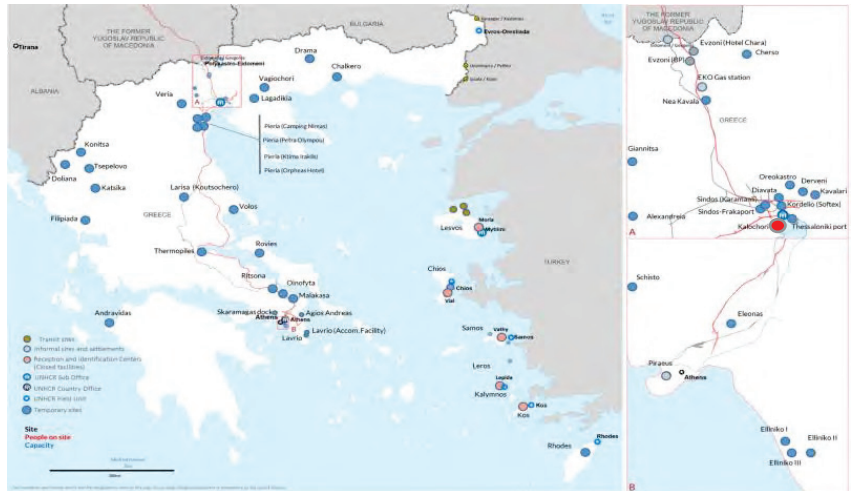 THE FORMER
YUGOSLAV REPUBLIC
OF MACEDONIA
BULGARIA
Tirana
ALBANIA
Drama
Chalkero
Evros-Orestiada
Vagiochori
Lagadikia
Veria
A
Pieria (Camping Nireas)
Pieria (Petra Olympou)
Pieria (Ktima Iraklis)
Pieria (Orpheas Hotel)
Konitsa
Tsepelovo
Doliana
Katsika
Filipiada
Larisa (Koutsochero)
GREECE
Volos
Thermopiles
Rovies
Ritsona
Oinofyta
Malakasa
Skaramagas dock
Agios Andreas
Athens
Athens
Lavrio
Lavrio (Accom. Facility)
Andravidas
Lesvos
Moria
Mytilini
Chios
Chios
Vial
TURKEY
Samos
Vathy
Samos
Leros
Lepida
Kalymnos
Kos
Kos
Rhodes
Rhodes
Transit sites
Informal sites and settlements
Reception and Identification Centers
(Closed facilities)
UNHCR Sub Office
UNHCR Country Office
UNHCR Field Unit
Temporary sites
Site
People on site
Capacity
Mediterranean
Sea
THE FORMER
YUGOSLAV REPUBLIC
OF MACEDONIA
Evzoni (Hotel Chara)
Cherso
Evzoni (BP)
EKO Gas station
Nea Kavala
GREECE
Giannitsa
Oreokastro
Derveni
Diavata
Kavalari
Sindos (Karamanli)
Kordelio (Softex)
Alexandreia
Sindos-Frakaport
Kalochori
Thessaloniki port
A
Schisto
Eleonas
Piraeus
Athens
Elliniko I
Elliniko II
Elliniko III
B